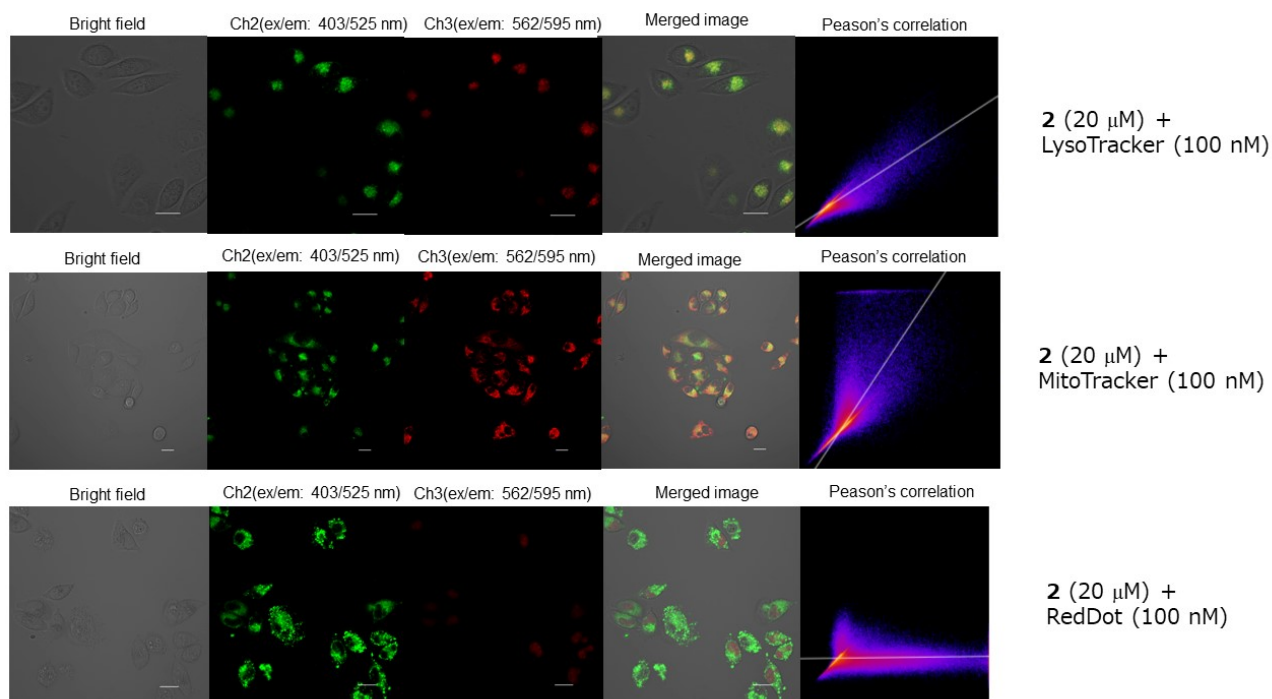 Bright field Ch2(ex/em: 403/525 nm) Ch3(ex/em: 562/595 nm) Merged image Peason's correlation
2 (20 μM) +
LysoTracker (100 nM)
Bright field Ch2(ex/em: 403/525 nm) Ch3(ex/em: 562/595 nm) Merged image Peason's correlation
2 (20 μM) +
MitoTracker (100 nM)
Bright field Ch2(ex/em: 403/525 nm) Ch3(ex/em: 562/595 nm) Merged image Peason's correlation
2 (20 μM) +
RedDot (100 nM)